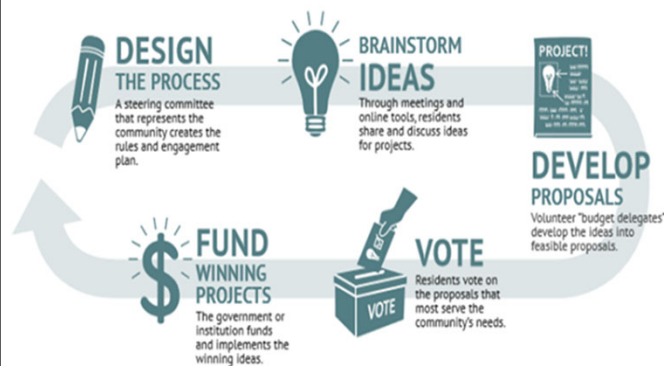 DESIGN
THE PROCESS
A steering committee
that represents the
community creates the
rules and engagement
plan.
BRAINSTORM
IDEAS
Through meetings and
online tools, residents
share and discuss ideas
for projects.
PROJECT!
DEVELOP
PROPOSALS
Volunteer "budget delegates"
develop the ideas into
feasible proposals.
VOTE
VOTE
Residents vote on
the proposals that
most serve the
community's needs.
FUND
WINNING
PROJECTS
The government or
institution funds
and implements the
winning ideas.